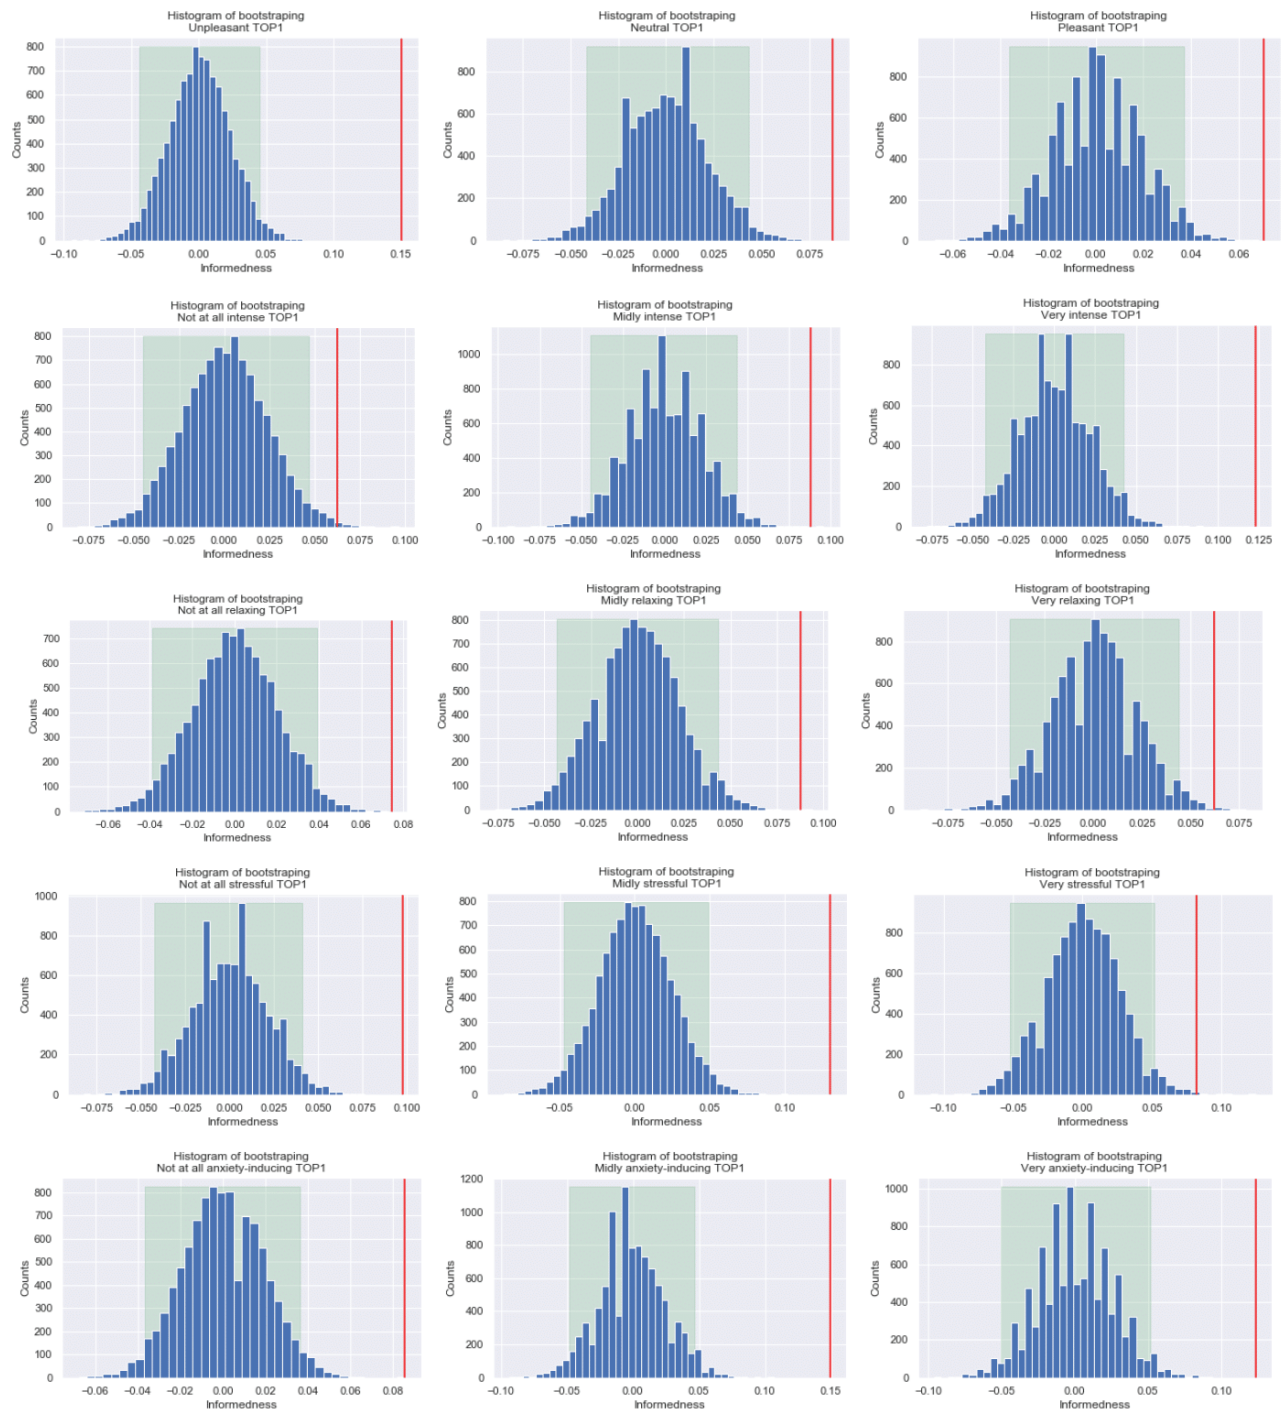 Histogram of bootstraping
Unpleasant TOP1
Counts
800
700
600
500
400
300
200
100
0
−0.10 −0.05 0.00 0.05 0.10 0.15
Informedness
Histogram of bootstraping
Neutral TOP1
Counts
800
600
400
200
0
−0.075 −0.050 −0.025 0.000 0.025 0.050 0.075
Informedness
Histogram of bootstraping
Pleasant TOP1
Counts
800
600
400
200
0
−0.06 −0.04 −0.02 0.00 0.02 0.04 0.06
Informedness
Histogram of bootstraping
Not at all intense TOP1
Counts
800
700
600
500
400
300
200
100
0
−0.075 −0.050 −0.025 0.000 0.025 0.050 0.075 0.100
Informedness
Histogram of bootstraping
Midly intense TOP1
Counts
1000
800
600
400
200
0
−0.100 −0.075 −0.050 −0.025 0.000 0.025 0.050 0.075 0.100
Informedness
Histogram of bootstraping
Very intense TOP1
Counts
800
600
400
200
0
−0.075 −0.050 −0.025 0.000 0.025 0.050 0.075 0.100 0.125
Informedness
Histogram of bootstraping
Not at all relaxing TOP1
Counts
700
600
500
400
300
200
100
0
−0.06 −0.04 −0.02 0.00 0.02 0.04 0.06 0.08
Informedness
Histogram of bootstraping
Midly relaxing TOP1
Counts
800
700
600
500
400
300
200
100
0
−0.075 −0.050 −0.025 0.000 0.025 0.050 0.075 0.100
Informedness
Histogram of bootstraping
Very relaxing TOP1
Counts
800
600
400
200
0
−0.075 −0.050 −0.025 0.000 0.025 0.050 0.075
Informedness
Histogram of bootstraping
Not at all stressful TOP1
Counts
1000
800
600
400
200
0
−0.075 −0.050 −0.025 0.000 0.025 0.050 0.075 0.100
Informedness
Histogram of bootstraping
Midly stressful TOP1
Counts
800
700
600
500
400
300
200
100
0
−0.05 0.00 0.05 0.10
Informedness
Histogram of bootstraping
Very stressful TOP1
Counts
800
600
400
200
0
−0.10 −0.05 0.00 0.05 0.10
Informedness
Histogram of bootstraping
Not at all anxiety-inducing TOP1
Counts
800
700
600
500
400
300
200
100
0
−0.06 −0.04 −0.02 0.00 0.02 0.04 0.06 0.08
Informedness
Histogram of bootstraping
Midly anxiety-inducing TOP1
Counts
1200
1000
800
600
400
200
0
−0.10 −0.05 0.00 0.05 0.10 0.15
Informedness
Histogram of bootstraping
Very anxiety-inducing TOP1
Counts
1000
800
600
400
200
0
−0.10 −0.05 0.00 0.05 0.10
Informedness